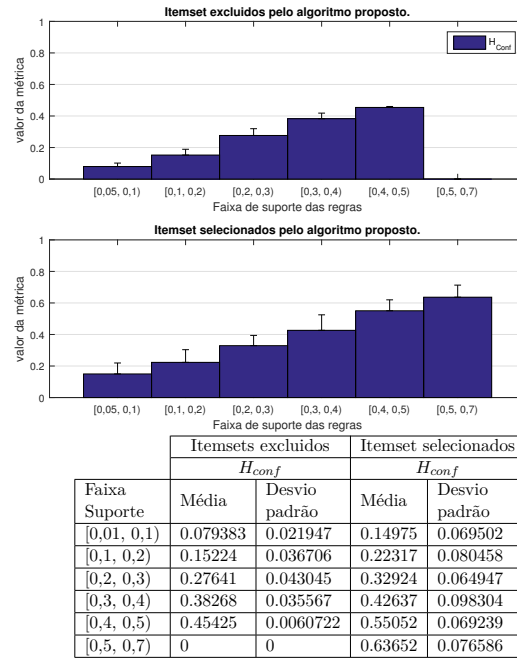 Itemset excluidos pelo algoritmo proposto.
1
0.8
0.6
0.4
0.2
0
valor da métrica
H_Conf
[0,05, 0,1) [0,1, 0,2) [0,2, 0,3) [0,3, 0,4) [0,4, 0,5) [0,5, 0,7)
Faixa de suporte das regras
Itemset selecionados pelo algoritmo proposto.
1
0.8
0.6
0.4
0.2
0
valor da métrica
[0,05, 0,1) [0,1, 0,2) [0,2, 0,3) [0,3, 0,4) [0,4, 0,5) [0,5, 0,7)
Faixa de suporte das regras
Itemsets excluidos Itemset selecionados
H_conf H_conf
Faixa Suporte Média Desvio padrão Média Desvio padrão
[0,01, 0,1) 0.079383 0.021947 0.14975 0.069502
[0,1, 0,2) 0.15224 0.036706 0.22317 0.080458
[0,2, 0,3) 0.27641 0.043045 0.32924 0.064947
[0,3, 0,4) 0.38268 0.035567 0.42637 0.098304
[0,4, 0,5) 0.45425 0.0060722 0.55052 0.069239
[0,5, 0,7) 0 0 0.63652 0.076586